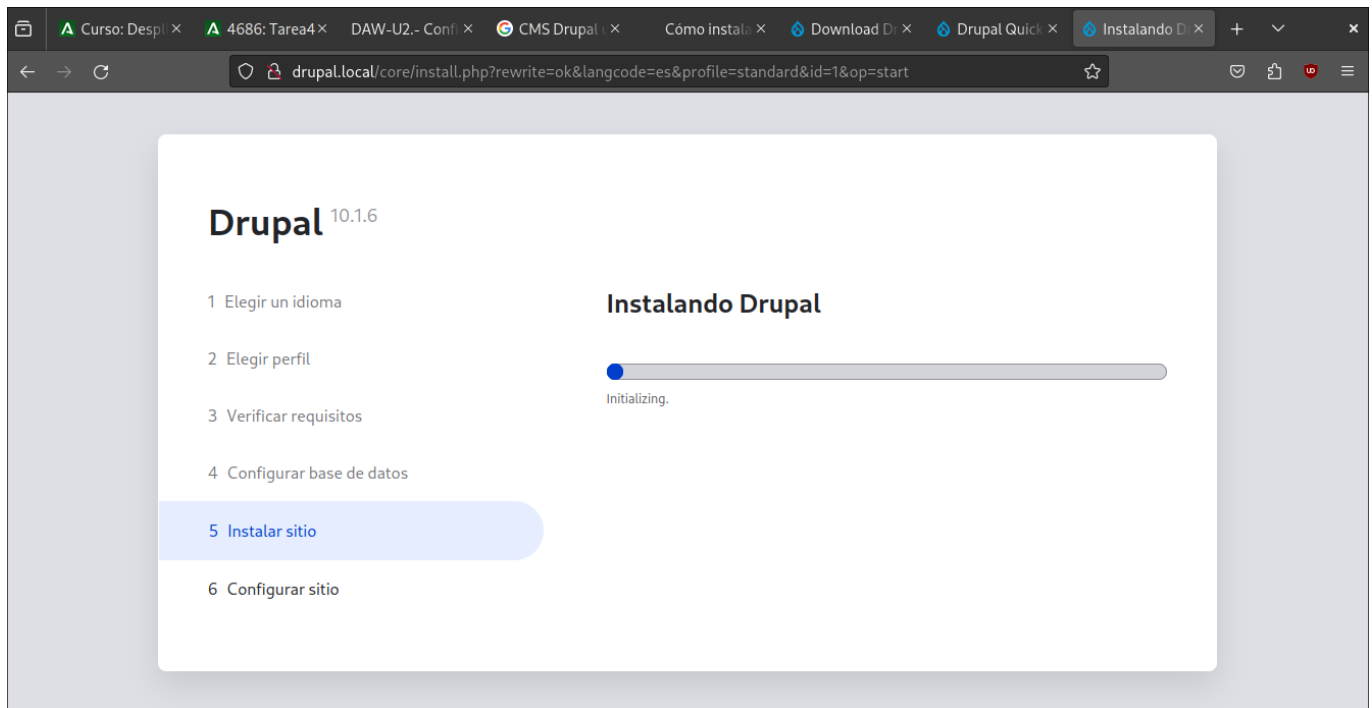 Curso: Despl
4686: Tarea4
DAW-U2.- Confi
CMS Drupal
Cómo instala
Download Dr
Drupal Quick
Instalando D
drupal.local/core/install.php?rewrite=ok&langcode=es&profile=standard&id=1&op=start
Drupal 10.1.6
1 Elegir un idioma
2 Elegir perfil
3 Verificar requisitos
4 Configurar base de datos
5 Instalar sitio
6 Configurar sitio
Instalando Drupal
Initializing.